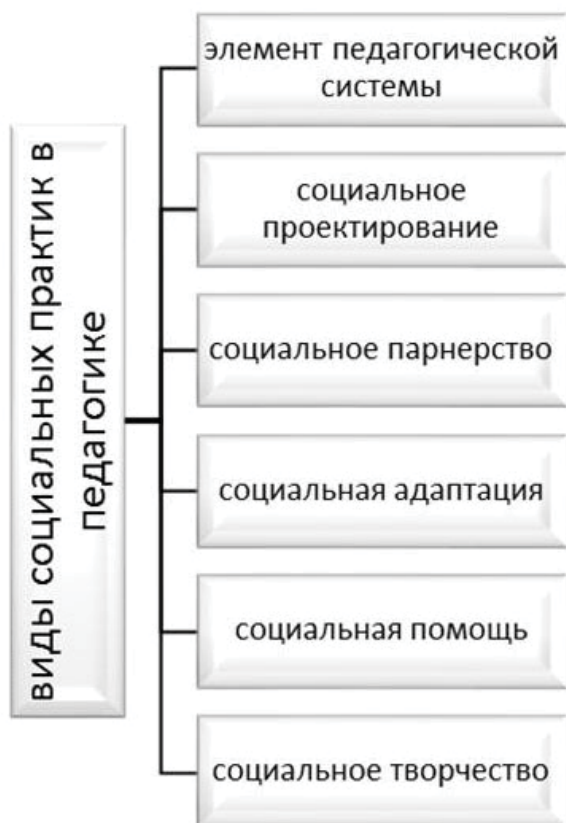 виды социальных практик в
педагогике
элемент педагогической
системы
социальное
проектирование
социальное парнерство
социальная адаптация
социальная помощь
социальное творчество